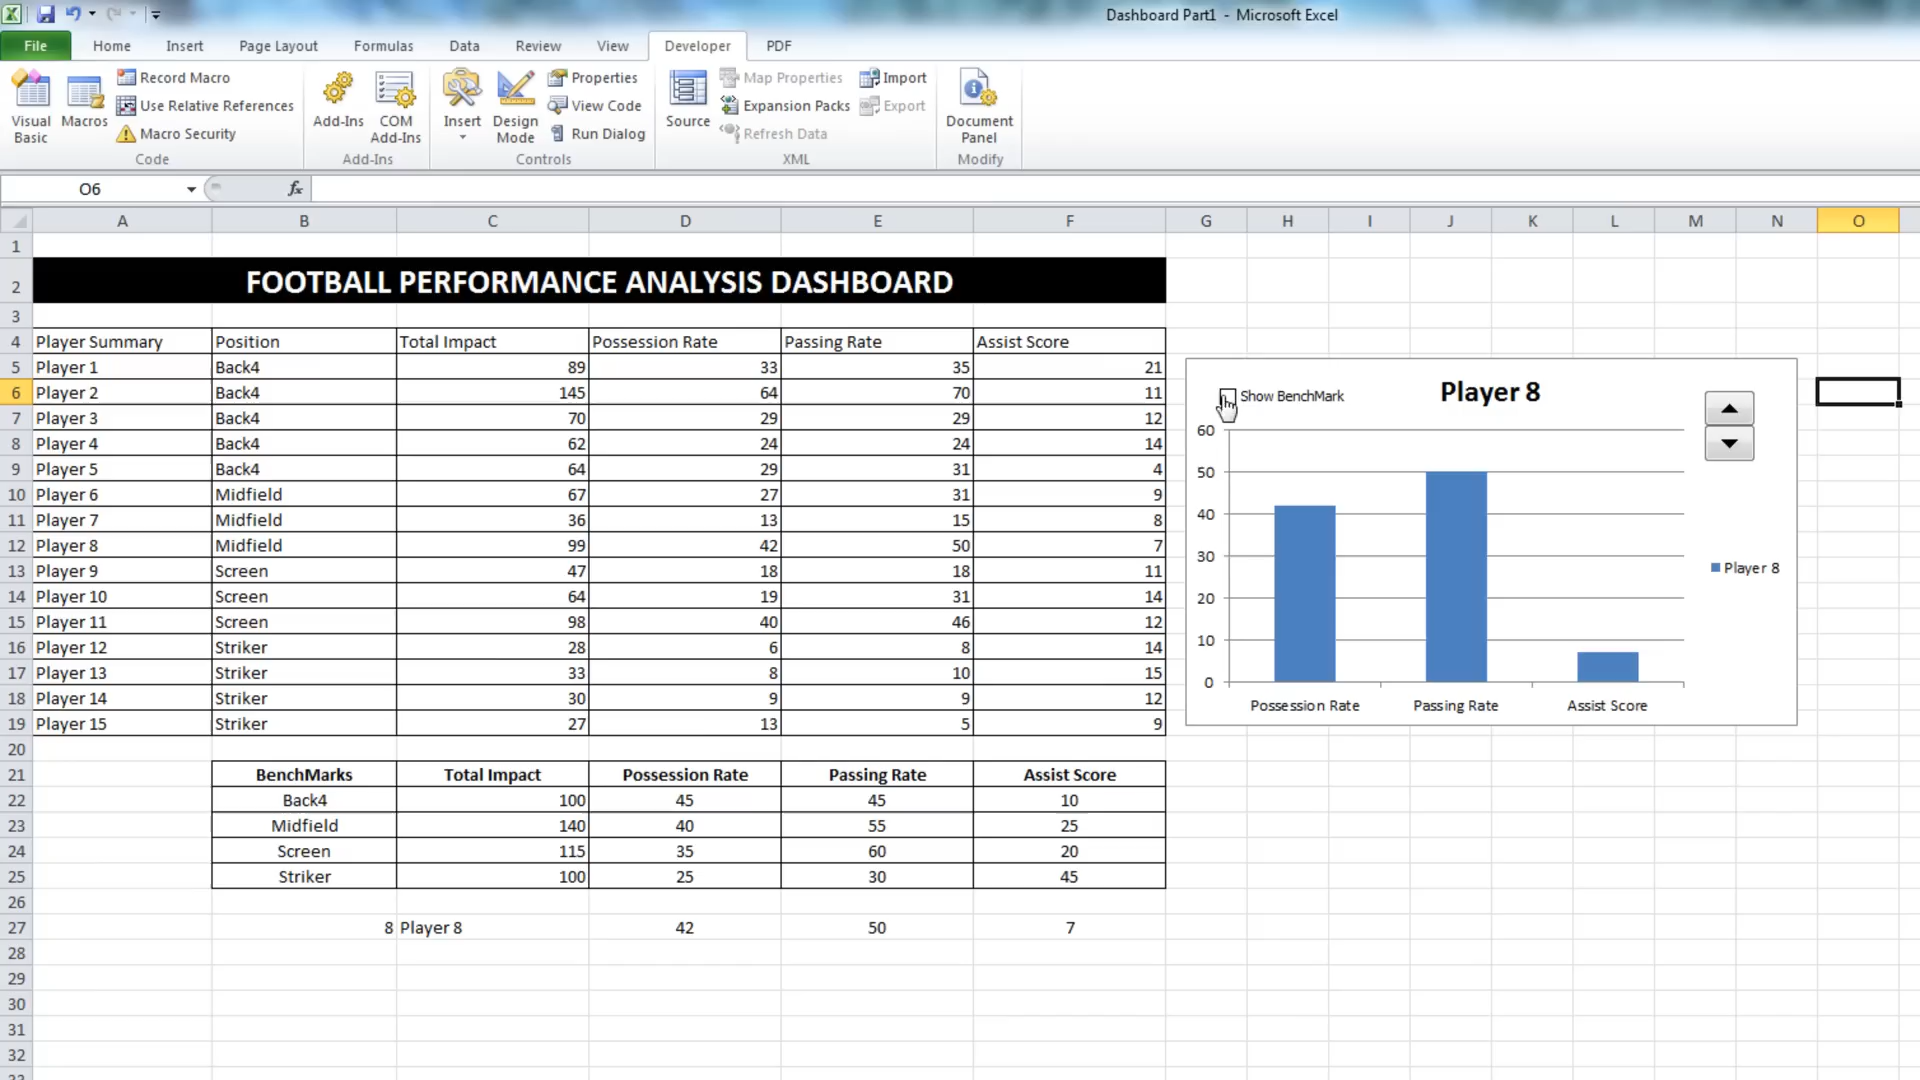 Dashboard Part1 - Microsoft Excel
File Home Insert Page Layout Formulas Data Review View Developer PDF
Visual Basic
Macros
Record Macro
Use Relative References
Macro Security
Code
Add-Ins
COM Add-Ins
Add-Ins
Insert
Design Mode
Properties
View Code
Run Dialog
Controls
Source
Map Properties
Expansion Packs
Refresh Data
Import
Export
XML
Document Panel
Modify
O6 fx
A B C D E F G H I J K L M N O
1
2 FOOTBALL PERFORMANCE ANALYSIS DASHBOARD
3
4 Player Summary Position Total Impact Possession Rate Passing Rate Assist Score
5 Player 1 Back4 89 33 35 21
6 Player 2 Back4 145 64 70 11
7 Player 3 Back4 70 29 29 12
8 Player 4 Back4 62 24 24 14
9 Player 5 Back4 64 29 31 4
10 Player 6 Midfield 67 27 31 9
11 Player 7 Midfield 36 13 15 8
12 Player 8 Midfield 99 42 50 7
13 Player 9 Screen 47 18 18 11
14 Player 10 Screen 64 19 31 14
15 Player 11 Screen 98 40 46 12
16 Player 12 Striker 28 6 8 14
17 Player 13 Striker 33 8 10 15
18 Player 14 Striker 30 9 9 12
19 Player 15 Striker 27 13 5 9
20
21 BenchMarks Total Impact Possession Rate Passing Rate Assist Score
22 Back4 100 45 45 10
23 Midfield 140 40 55 25
24 Screen 115 35 60 20
25 Striker 100 25 30 45
26
27 8 Player 8 42 50 7
28
29
30
31
32
Show BenchMark
Player 8
60
50
40
30
20
10
0
Possession Rate Passing Rate Assist Score
Player 8